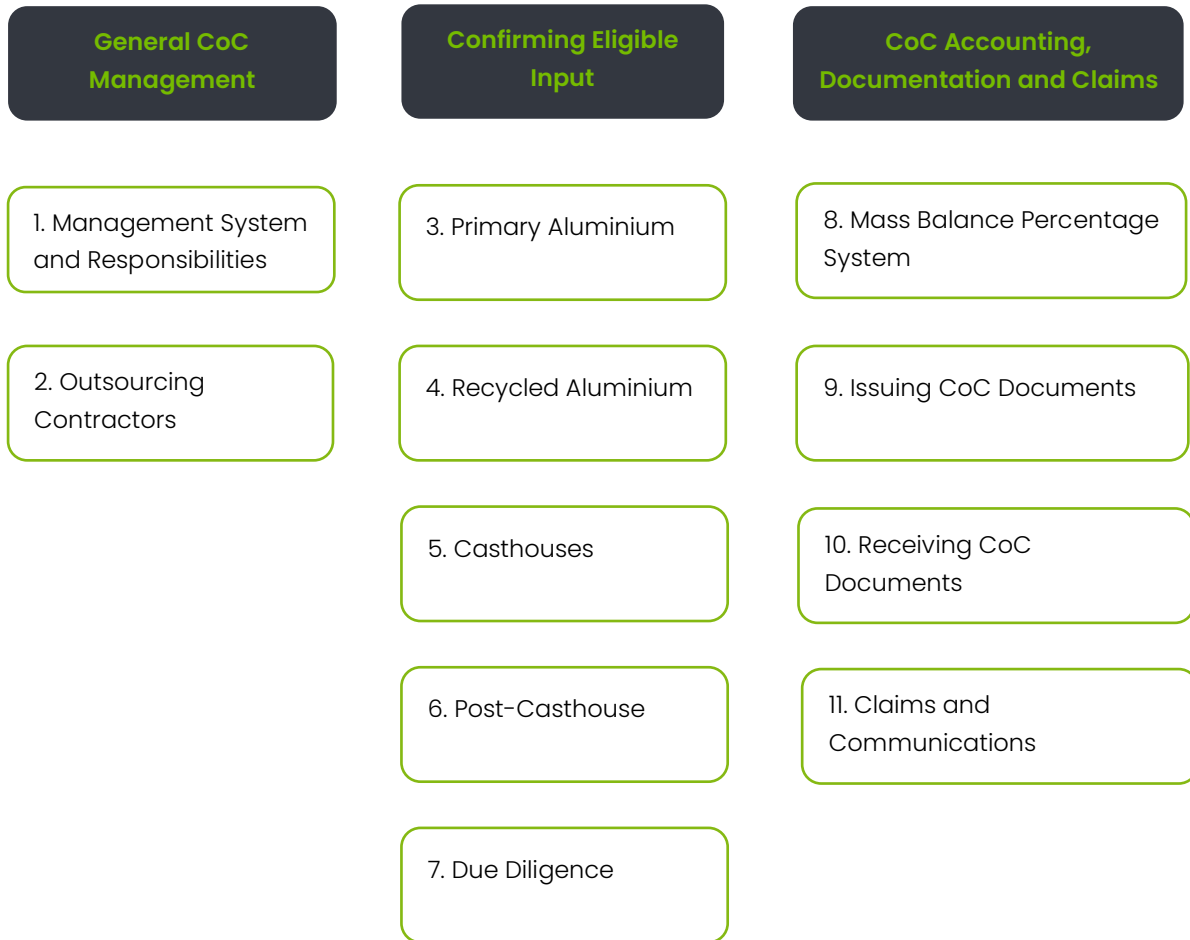 General CoC
Management
1. Management System
and Responsibilities
2. Outsourcing
Contractors
Confirming Eligible
Input
3. Primary Aluminium
4. Recycled Aluminium
5. Casthouses
6. Post-Casthouse
7. Due Diligence
CoC Accounting,
Documentation and Claims
8. Mass Balance Percentage
System
9. Issuing CoC Documents
10. Receiving CoC
Documents
11. Claims and
Communications